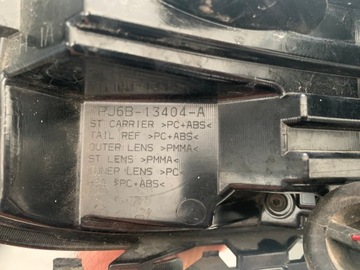 PJ6B-13404-A
ST CARRIER >PC+ABS<
TAIL REF >PC+ABS<
OUTER LENS >PMMA<
ST LENS >PMMA<
INNER LENS >PC<
>PC+ABS<